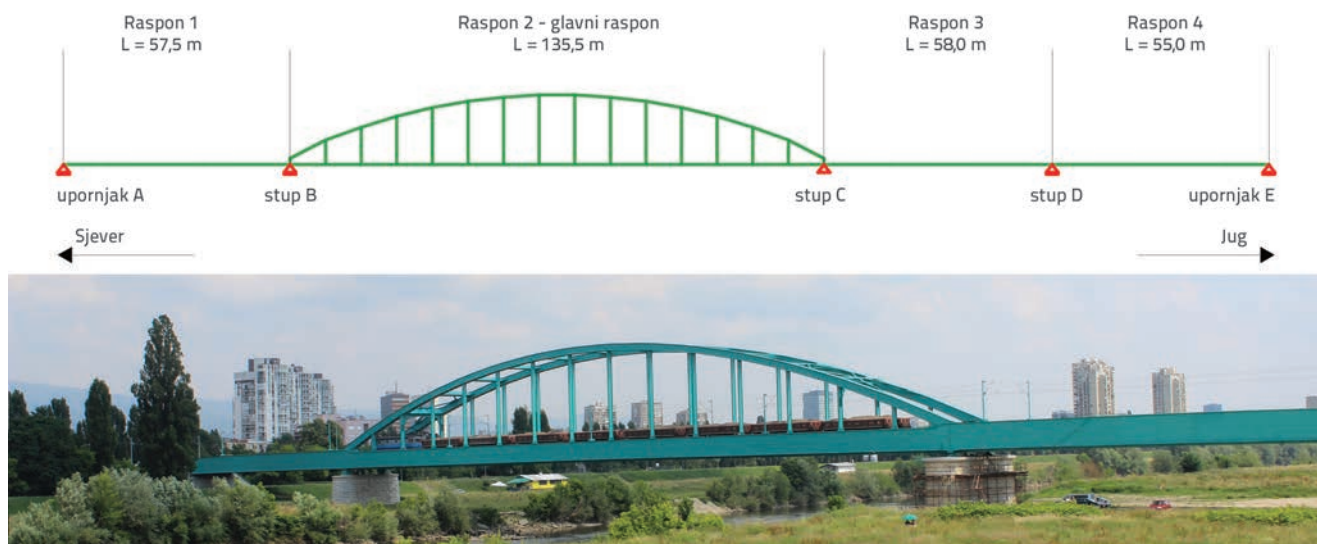 Raspon 1
L = 57,5 m
Raspon 2 - glavni raspon
L = 135,5 m
Raspon 3
L = 58,0 m
Raspon 4
L = 55,0 m
upornjak A
stup B
stup C
stup D
upornjak E
Sjever
Jug